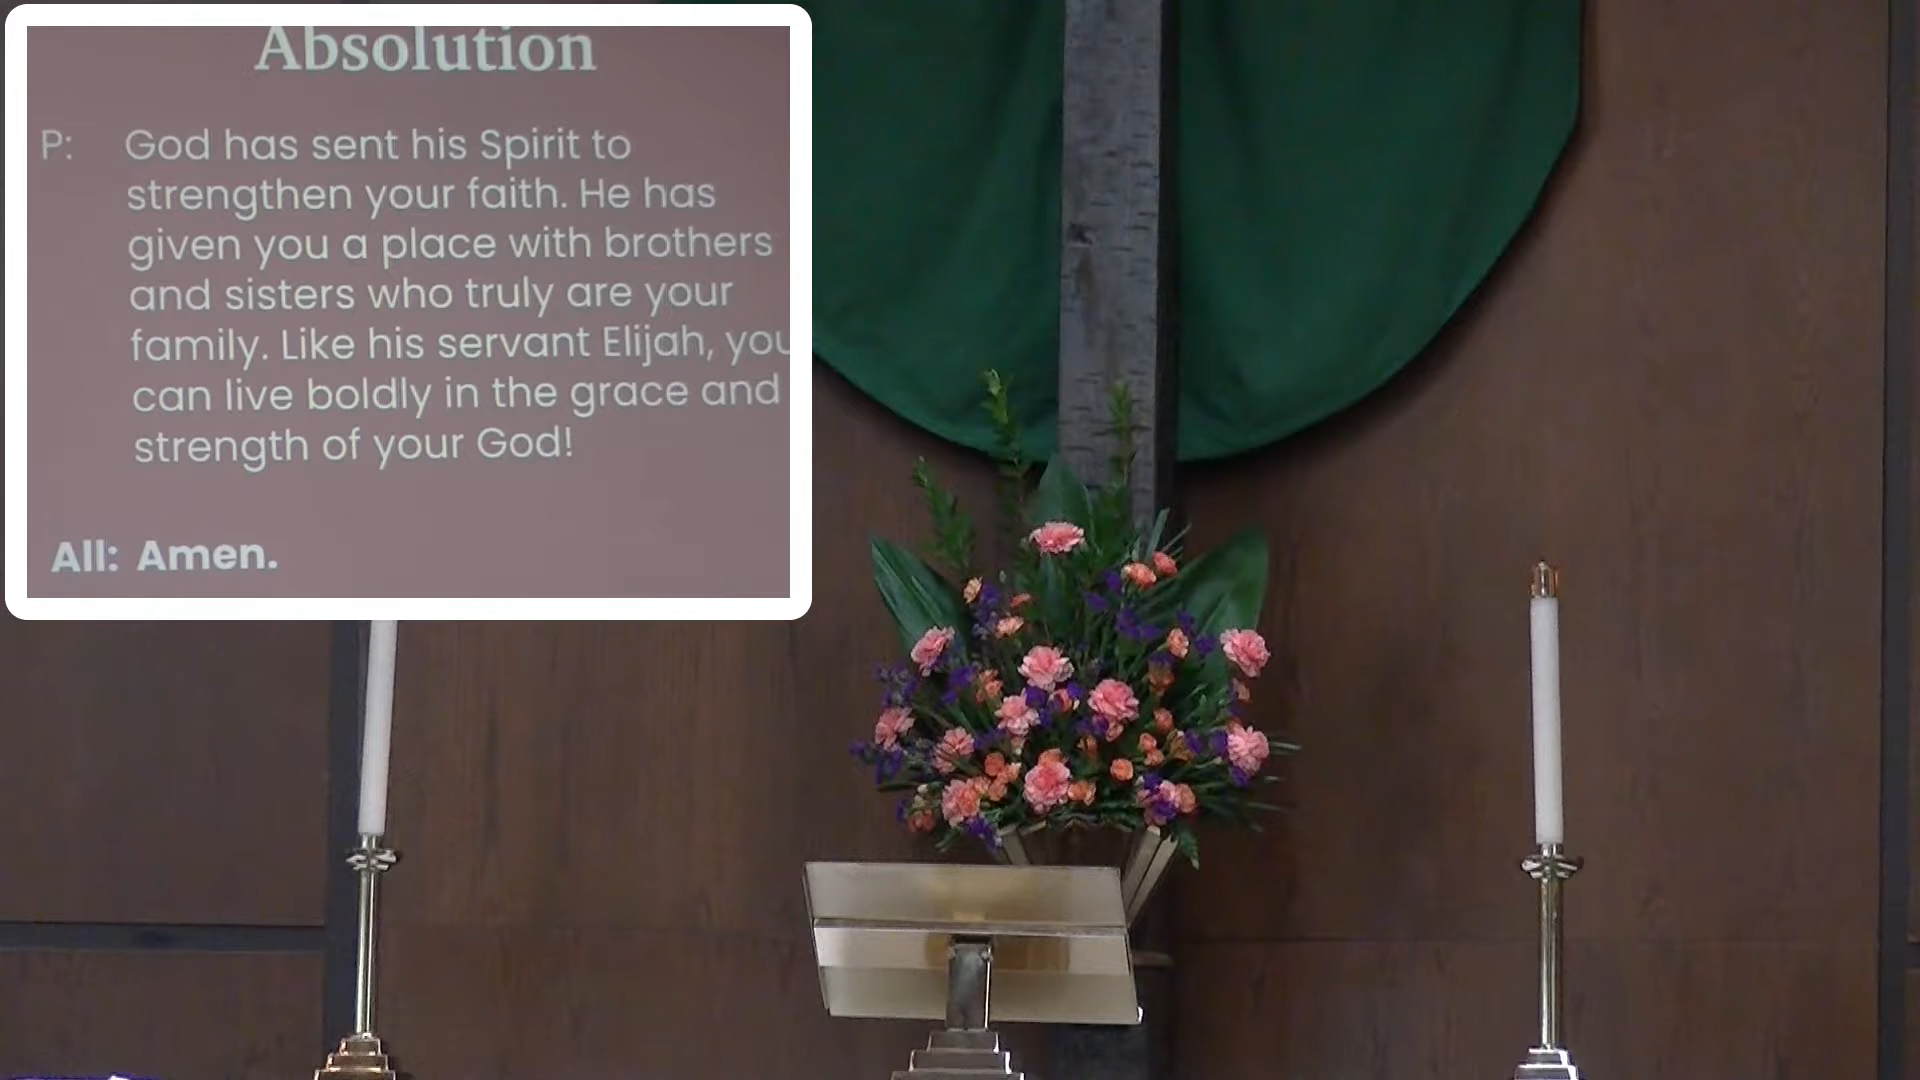 Absolution
P: God has sent his Spirit to
strengthen your faith. He has
given you a place with brothers
and sisters who truly are your
family. Like his servant Elijah, you
can live boldly in the grace and
strength of your God!
All: Amen.